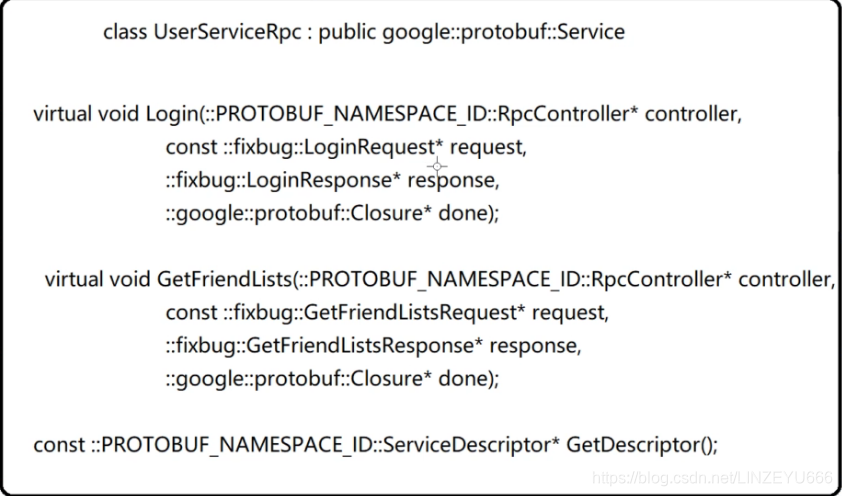 class UserServiceRpc : public google::protobuf::Service
virtual void Login(::PROTOBUF_NAMESPACE_ID::RpcController* controller,
const ::fixbug::LoginRequest* request,
::fixbug::LoginResponse* response,
::google::protobuf::Closure* done);
virtual void GetFriendLists(::PROTOBUF_NAMESPACE_ID::RpcController* controller,
const ::fixbug::GetFriendListsRequest* request,
::fixbug::GetFriendListsResponse* response,
::google::protobuf::Closure* done);
const ::PROTOBUF_NAMESPACE_ID::ServiceDescriptor* GetDescriptor();
https://blog.csdn.net/LINZEYU666